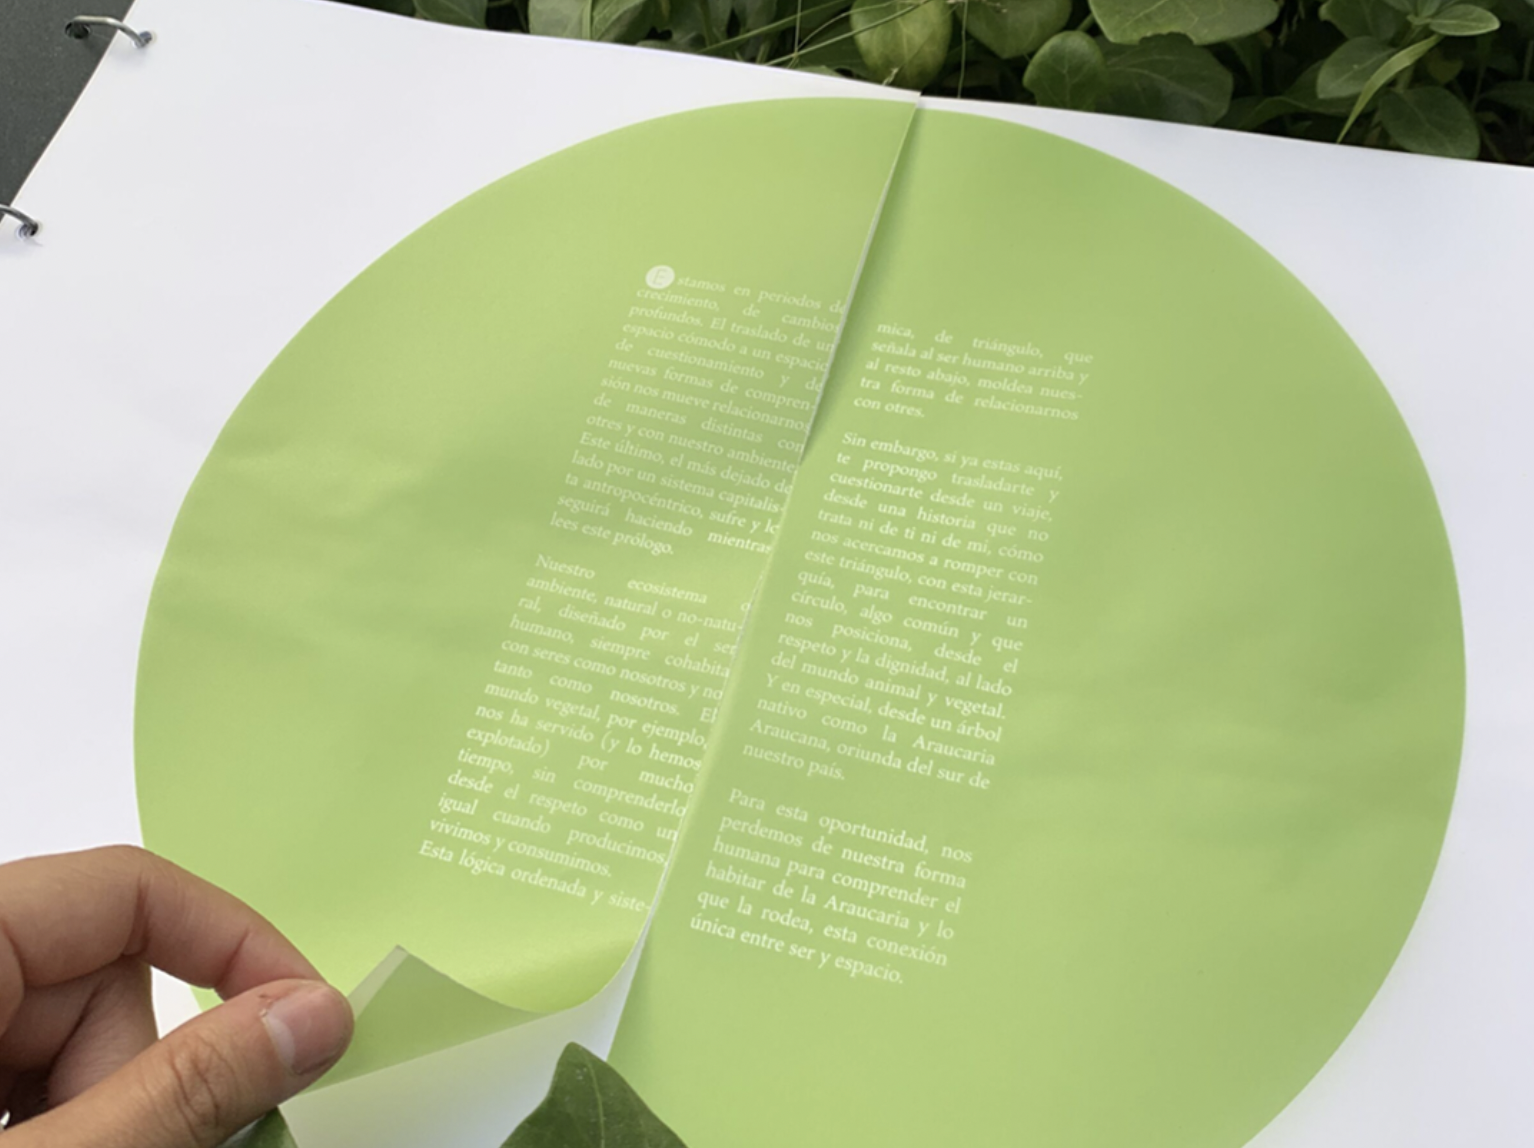 Estamos en periodos de
crecimiento, de cambios
profundos. El traslado de un
espacio cómodo a un espacio
de cuestionamiento y de
nuevas formas de compren-
sión nos mueve relacionarnos
de maneras distintas con
otres y con nuestro ambiente.
Este último, el más dejado de
lado por un sistema capitalis-
ta antropocéntrico, sufre y lo
seguirá haciendo mientras
lees este prólogo.
Nuestro ecosistema o
ambiente, natural o no-natu-
ral, diseñado por el ser
humano, siempre cohabita
con seres como nosotros y no
tanto como nosotros. El
mundo vegetal, por ejemplo,
nos ha servido (y lo hemos
explotado) por mucho
tiempo, sin comprenderlo
desde el respeto como un
igual cuando producimos,
vivimos y consumimos.
Esta lógica ordenada y siste-
mica, de triángulo, que
señala al ser humano arriba y
al resto abajo, moldea nues-
tra forma de relacionarnos
con otres.
Sin embargo, si ya estas aquí,
te propongo trasladarte y
cuestionarte desde un viaje,
desde una historia que no
trata ni de ti ni de mi, cómo
nos acercamos a romper con
este triángulo, con esta jerar-
quía, para encontrar un
círculo, algo común y que
nos posiciona, desde el
respeto y la dignidad, al lado
del mundo animal y vegetal.
Y en especial, desde un árbol
nativo como la Araucaria
Araucana, oriunda del sur de
nuestro país.
Para esta oportunidad, nos
perdemos de nuestra forma
humana para comprender el
habitar de la Araucaria y lo
que la rodea, esta conexión
única entre ser y espacio.